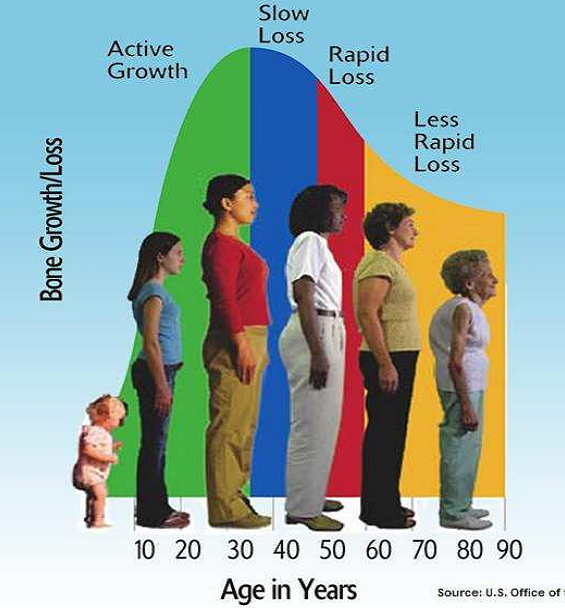 Slow
Loss
Active
Growth
Rapid
Loss
Less
Rapid
Loss
Bone Growth/Loss
10 20 30 40 50 60 70 80 90
Age in Years
Source: U.S. Office of